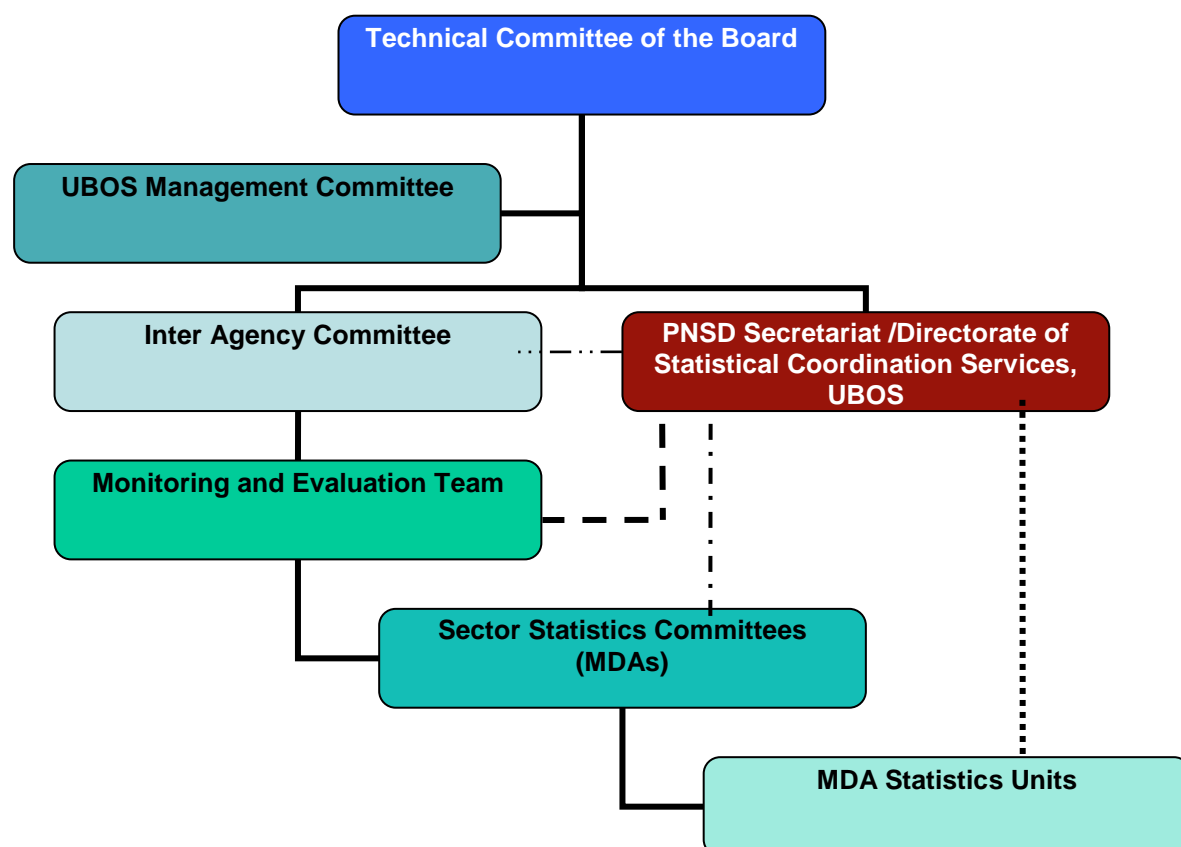 Technical Committee of the Board
UBOS Management Committee
Inter Agency Committee
PNSD Secretariat /Directorate of
Statistical Coordination Services,
UBOS
Monitoring and Evaluation Team
Sector Statistics Committees
(MDAs)
MDA Statistics Units